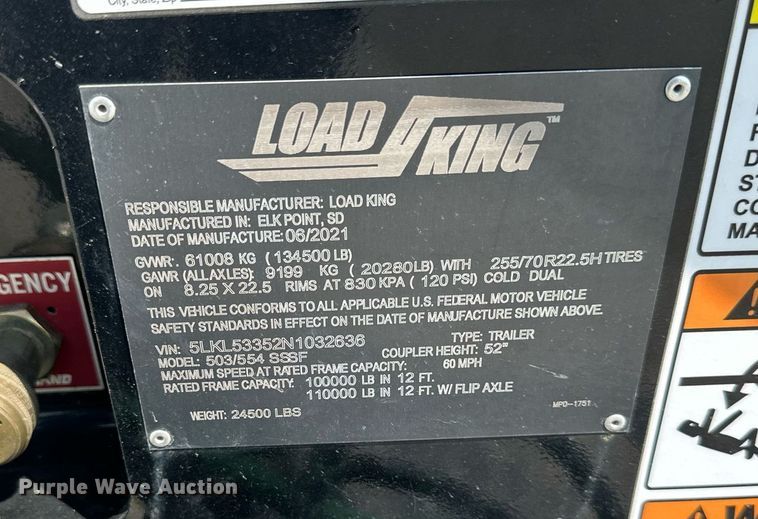 City, State, Zip
LOAD KING™
RESPONSIBLE MANUFACTURER: LOAD KING
MANUFACTURED IN: ELK POINT, SD
DATE OF MANUFACTURE: 06/2021
GVWR: 61008 KG (134500 LB)
GAWR (ALL AXLES) 9199 KG (20280LB) WITH 255/70R22.5H TIRES
ON 8.25 X 22.5 RIMS AT 830 KPA (120 PSI) COLD DUAL
THIS VEHICLE CONFORMS TO ALL APPLICABLE U.S. FEDERAL MOTOR VEHICLE
SAFETY STANDARDS IN EFFECT ON THE DATE OF MANUFACTURE SHOWN ABOVE.
VIN: 5LKL53352N1032636 TYPE: TRAILER
MODEL: 503/554 SSSF COUPLER HEIGHT: 52"
MAXIMUM SPEED AT RATED FRAME CAPACITY: 60 MPH
RATED FRAME CAPACITY: 100000 LB IN 12 FT.
110000 LB IN 12 FT. W/ FLIP AXLE
WEIGHT: 24500 LBS
MPD-1751
Purple Wave Auction